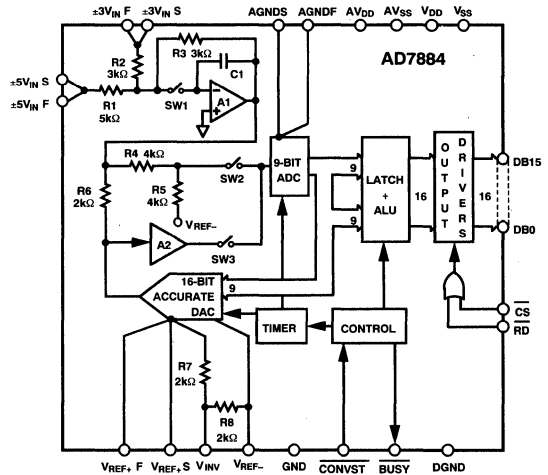 ±3VIN F ±3VIN S AGNDS AGNDF AVDD AVSS VDD VSS
AD7884
R3 3kΩ
C1
R2
3kΩ
±5VIN S
±5VIN F
R1
5kΩ
SW1
A1
R4 4kΩ
SW2
9-BIT
ADC
9
LATCH
+
ALU
9
16
OUTPUT
DRIVERS
16
DB15
DB0
R6
2kΩ
R5
4kΩ
VREF–
A2
SW3
16-BIT
ACCURATE
DAC
9
TIMER
CONTROL
CS
RD
R7
2kΩ
R8
2kΩ
VREF+ F VREF+ S VINV VREF– GND CONVST BUSY DGND